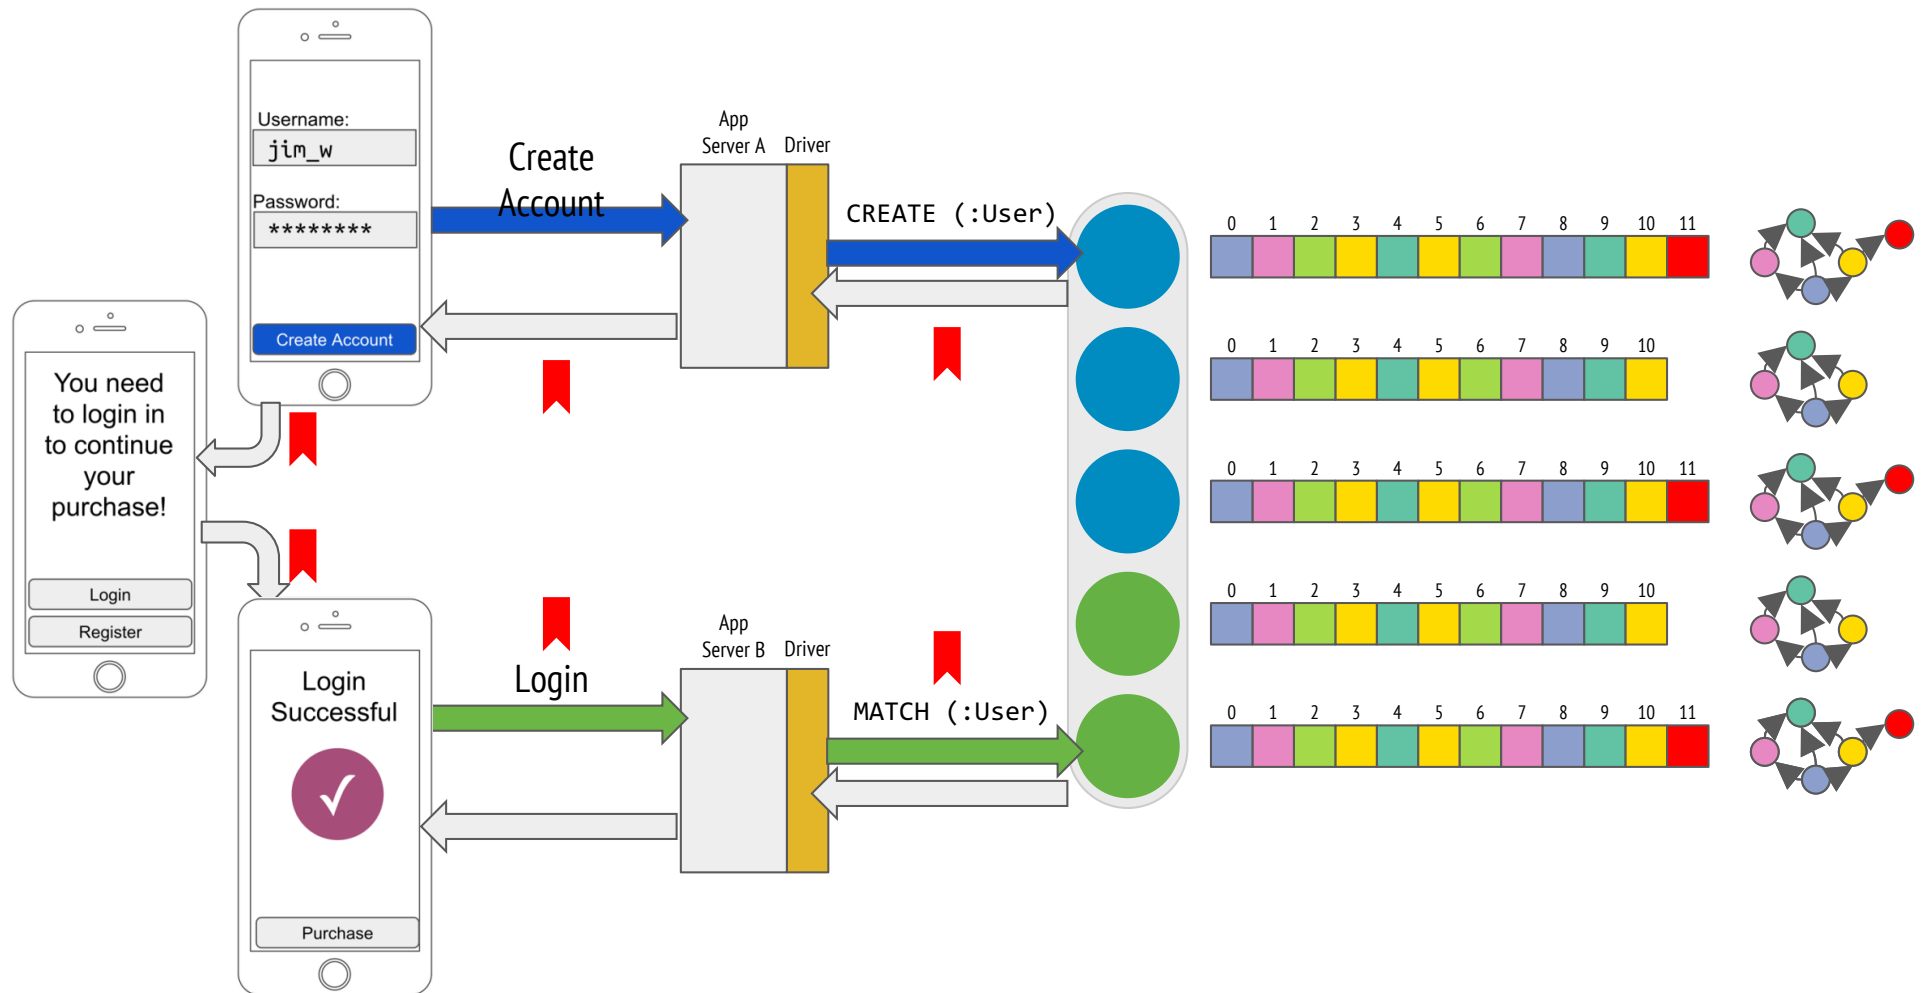 Username:
jim_w
Password:
********
Create Account
You need
to login in
to continue
your
purchase!
Login
Register
Login
Successful
✓
Purchase
Create
Account
App
Server A
Driver
CREATE (:User)
Login
App
Server B
Driver
MATCH (:User)
0 1 2 3 4 5 6 7 8 9 10 11
0 1 2 3 4 5 6 7 8 9 10
0 1 2 3 4 5 6 7 8 9 10 11
0 1 2 3 4 5 6 7 8 9 10
0 1 2 3 4 5 6 7 8 9 10 11